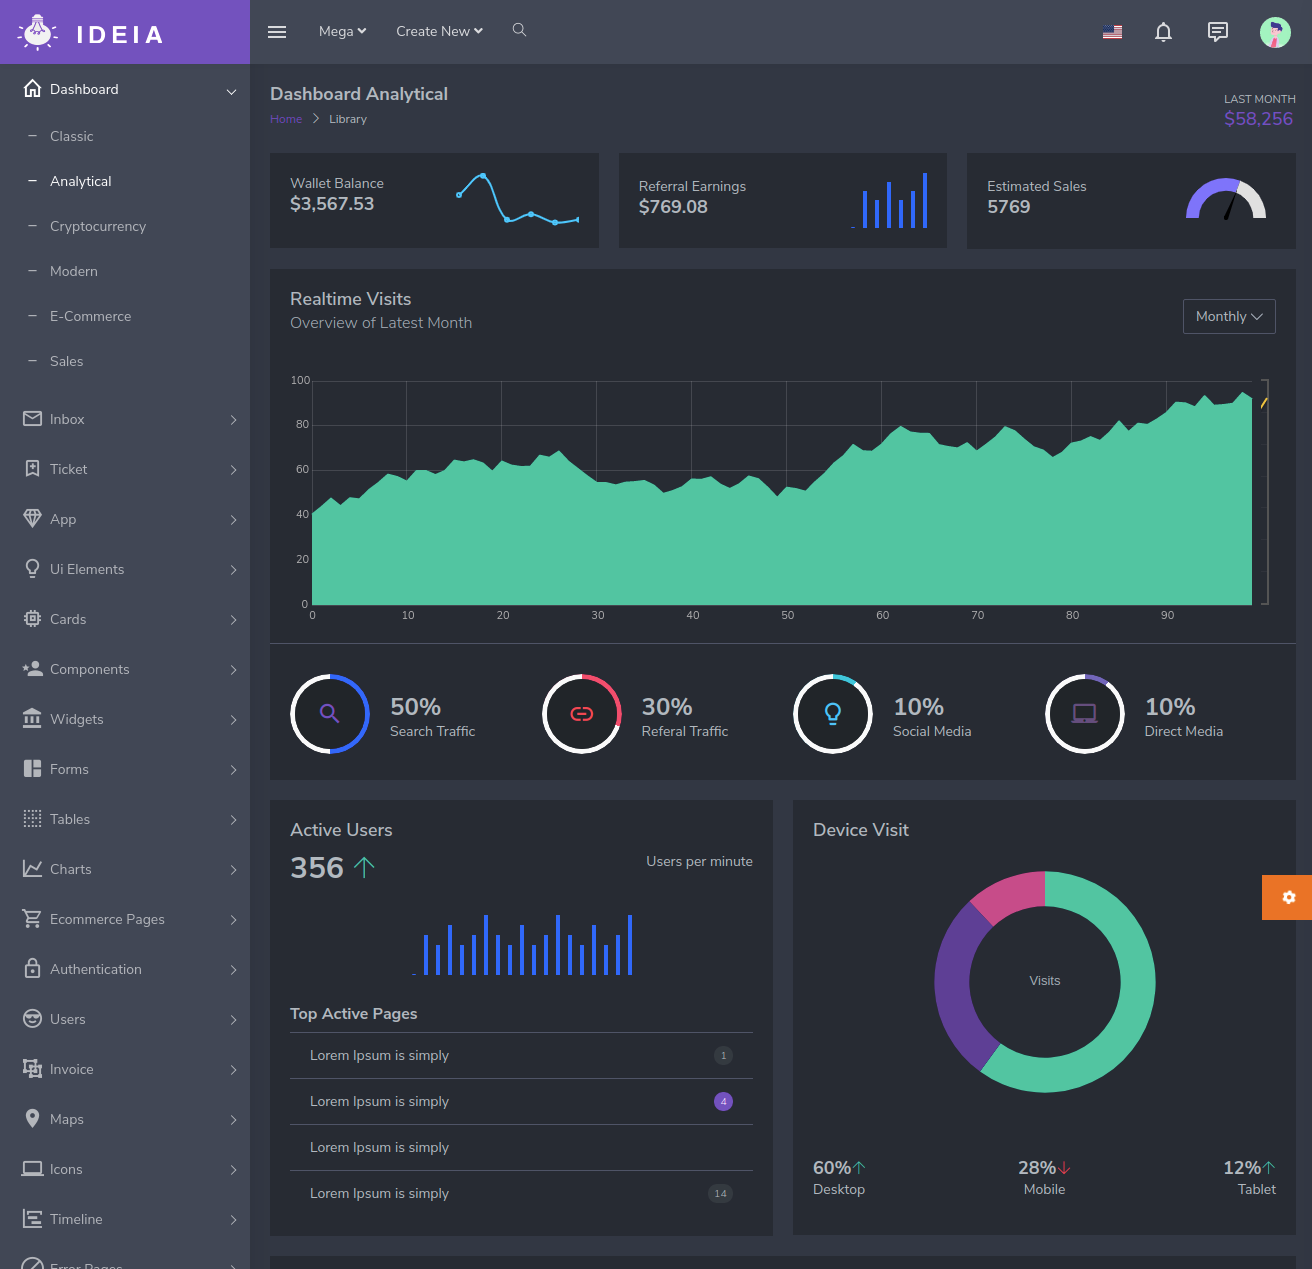 IDEIA
Mega
Create New
Dashboard
Classic
Analytical
Cryptocurrency
Modern
E-Commerce
Sales
Inbox
Ticket
App
Ui Elements
Cards
Components
Widgets
Forms
Tables
Charts
Ecommerce Pages
Authentication
Users
Invoice
Maps
Icons
Timeline
Error Pages
Dashboard Analytical
Home
Library
LAST MONTH
$58,256
Wallet Balance
$3,567.53
Referral Earnings
$769.08
Estimated Sales
5769
Realtime Visits
Overview of Latest Month
Monthly
100
80
60
40
20
0
0 10 20 30 40 50 60 70 80 90
50%
Search Traffic
30%
Referal Traffic
10%
Social Media
10%
Direct Media
Active Users
356
Users per minute
Top Active Pages
Lorem Ipsum is simply 1
Lorem Ipsum is simply 4
Lorem Ipsum is simply
Lorem Ipsum is simply 14
Device Visit
Visits
60%
Desktop
28%
Mobile
12%
Tablet